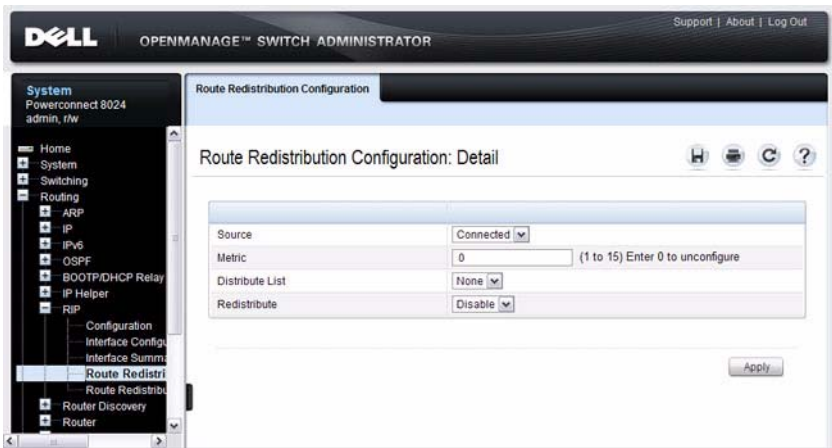 Support | About | Log Out
DELL OPENMANAGE™ SWITCH ADMINISTRATOR
System
Powerconnect 8024
admin, r/w
Home
System
Switching
Routing
ARP
IP
IPv6
OSPF
BOOTP/DHCP Relay
IP Helper
RIP
Configuration
Interface Configu
Interface Summa
Route Redistri
Route Redistribu
Router Discovery
Router
Route Redistribution Configuration
Route Redistribution Configuration: Detail
Source Connected
Metric 0 (1 to 15) Enter 0 to unconfigure
Distribute List None
Redistribute Disable
Apply